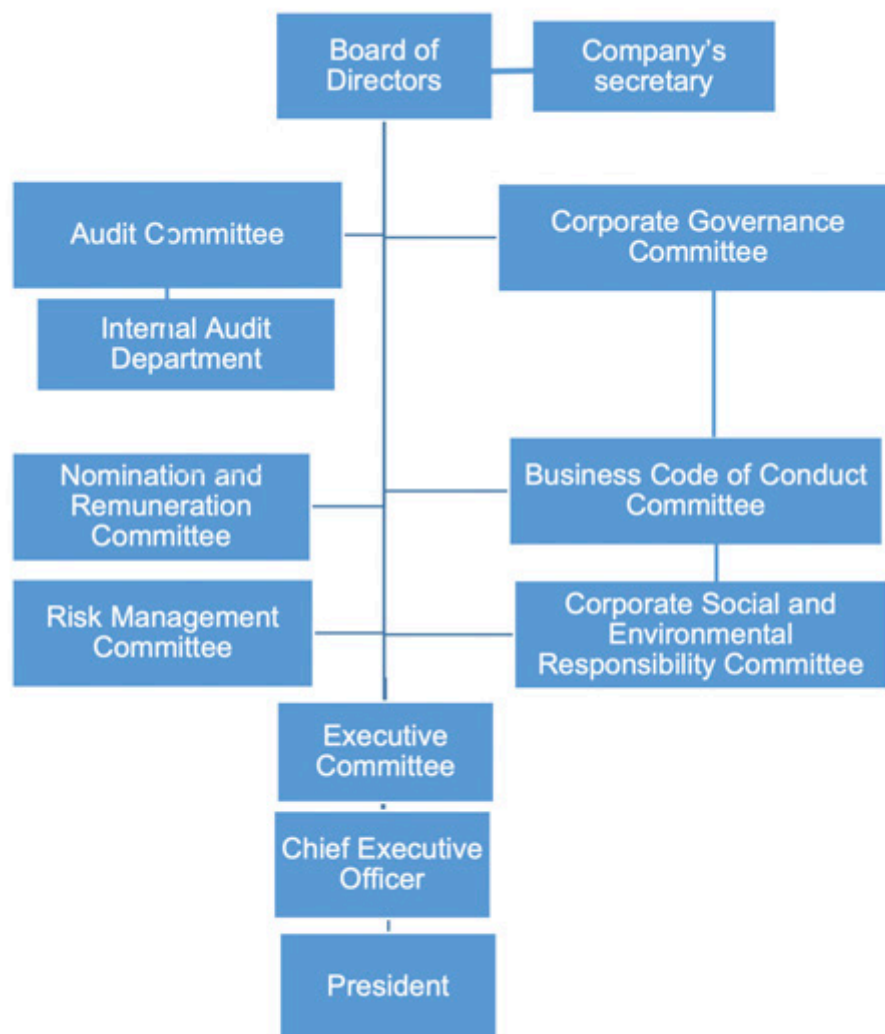 Board of
Directors
Company's
secretary
Audit Committee
Corporate Governance
Committee
Internal Audit
Department
Nomination and
Remuneration
Committee
Business Code of Conduct
Committee
Risk Management
Committee
Corporate Social and
Environmental
Responsibility Committee
Executive
Committee
Chief Executive
Officer
President